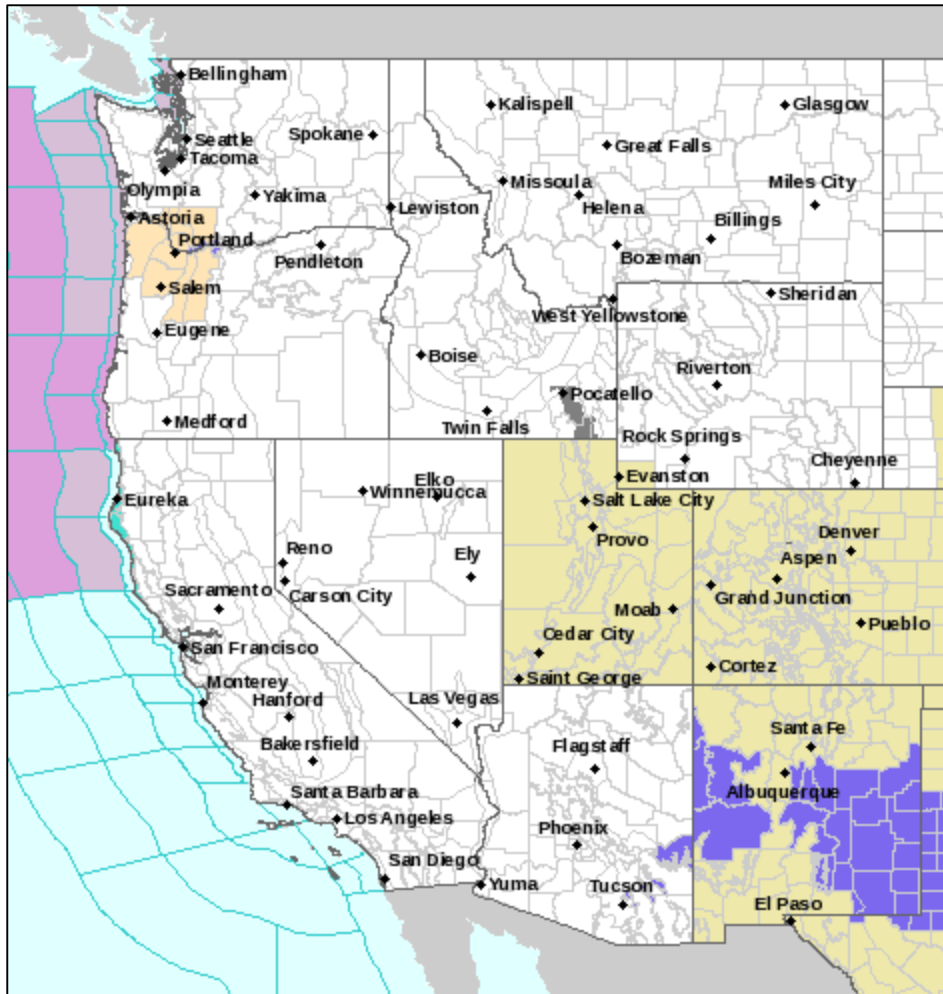 Bellingham
Kalispell
Glasgow
Seattle
Spokane
Great Falls
Tacoma
Olympia
Missoula
Miles City
Yakima
Lewiston
Helena
Billings
Astoria
Portland
Pendleton
Bozeman
Salem
Sheridan
West Yellowstone
Eugene
Boise
Riverton
Pocatello
Medford
Twin Falls
Rock Springs
Cheyenne
Elko
Evanston
Winnemucca
Eureka
Salt Lake City
Denver
Provo
Reno
Ely
Aspen
Sacramento
Carson City
Grand Junction
Moab
Pueblo
Cedar City
San Francisco
Cortez
Saint George
Monterey
Hanford
Las Vegas
Santa Fe
Bakersfield
Flagstaff
Albuquerque
Santa Barbara
Los Angeles
Phoenix
San Diego
Yuma
Tucson
El Paso